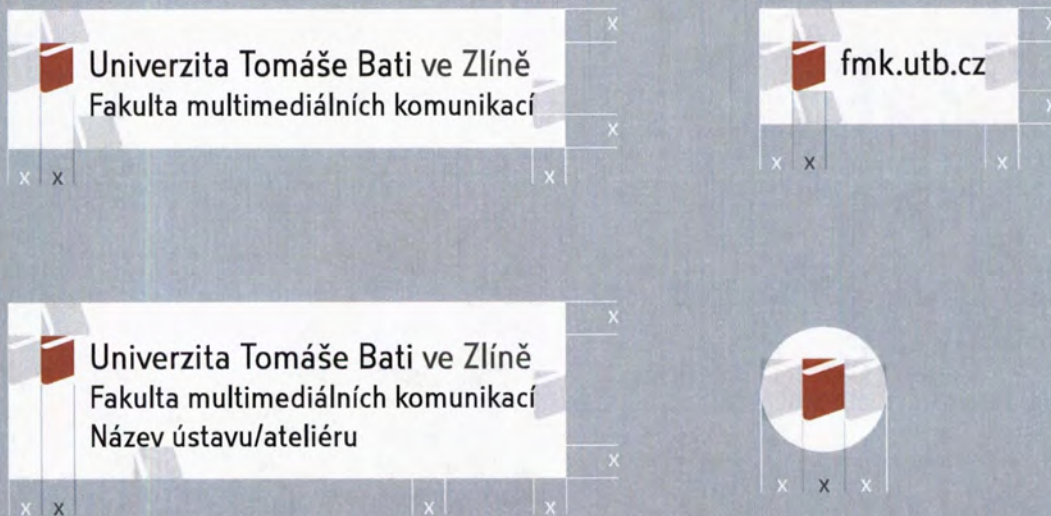 x
Univerzita Tomáše Bati ve Zlíně
Fakulta multimediálních komunikací
x
x x x
x
fmk.utb.cz
x
x x x
x
Univerzita Tomáše Bati ve Zlíně
Fakulta multimediálních komunikací
Název ústavu/ateliéru
x
x x x x
x x x